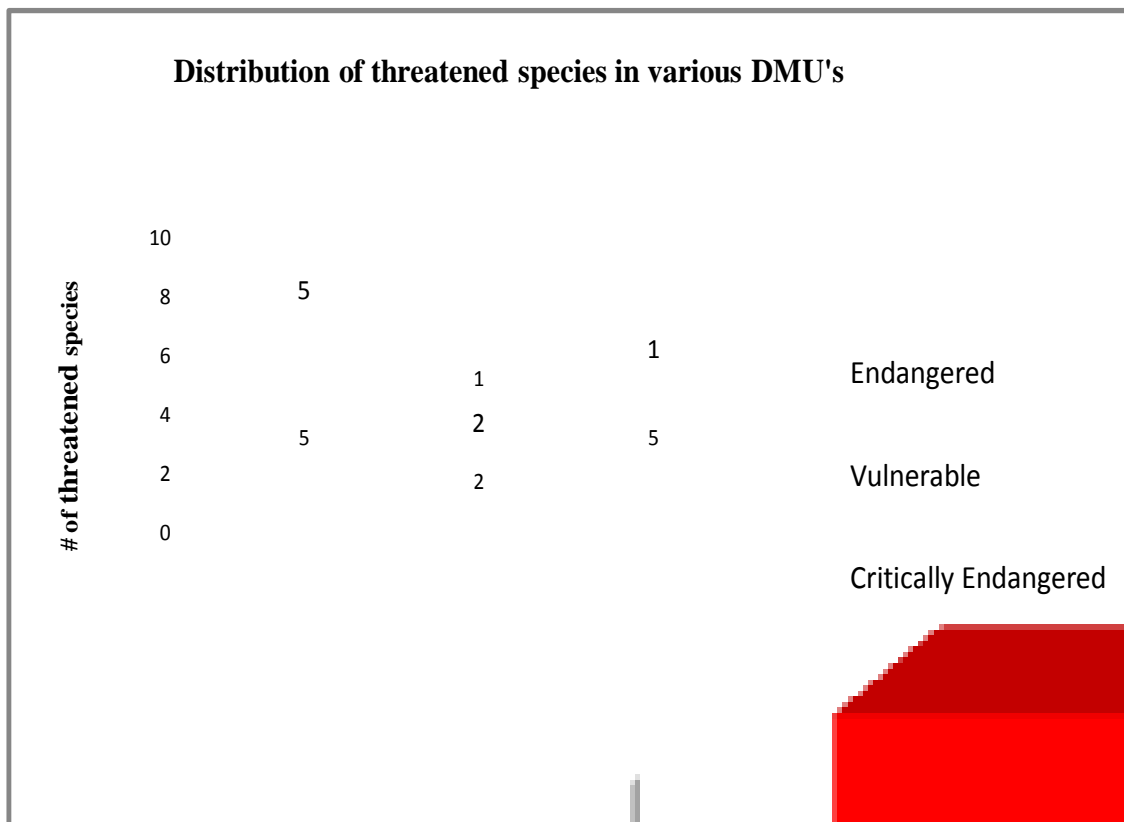 Distribution of threatened species in various DMU's
10
8
5
6
1
1
Endangered
4
2
5
5
2
2
Vulnerable
0
Critically Endangered
# of threatened species